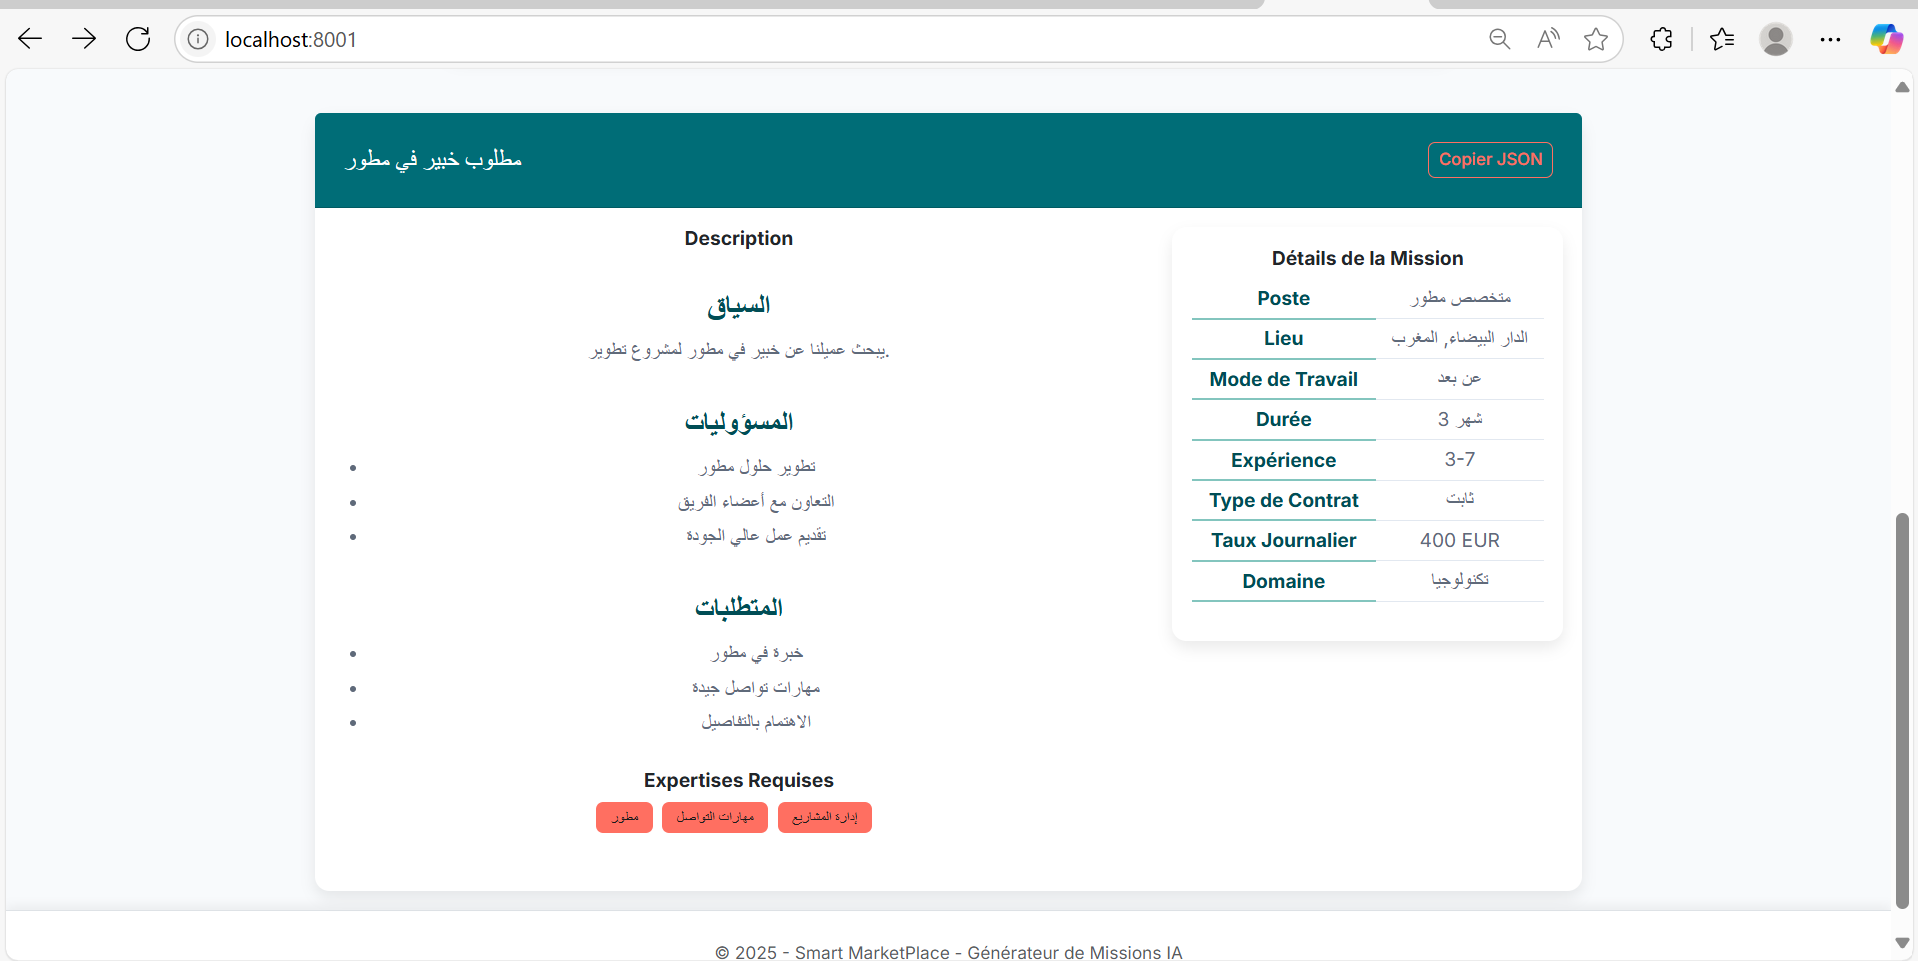 localhost:8001
مطلوب خبير في مطور
Copier JSON
Description
السياق
يبحث عميلنا عن خبير في مطور لمشروع تطوير.
المسؤوليات
تطوير حلول مطور
التعاون مع أعضاء الفريق
تقديم عمل عالي الجودة
المتطلبات
خبرة في مطور
مهارات تواصل جيدة
الاهتمام بالتفاصيل
Expertises Requises
مطور مهارات التواصل إدارة المشاريع
Détails de la Mission
Poste متخصص مطور
Lieu الدار البيضاء, المغرب
Mode de Travail عن بعد
Durée 3 شهر
Expérience 3-7
Type de Contrat ثابت
Taux Journalier 400 EUR
Domaine تكنولوجيا
© 2025 - Smart MarketPlace - Générateur de Missions IA